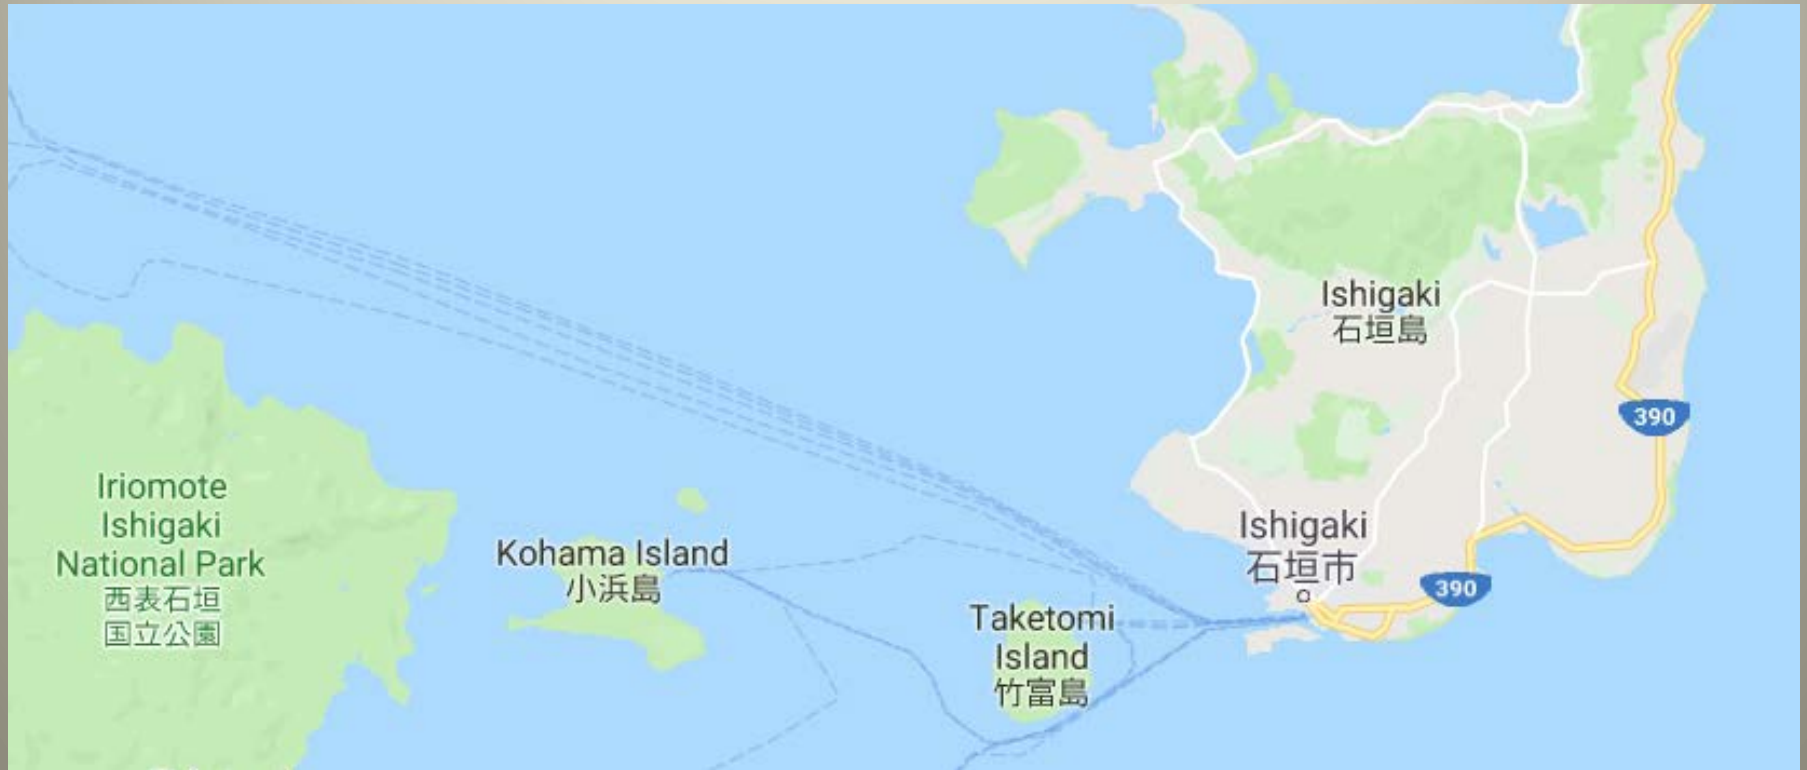 Ishigaki
石垣島
390
Iriomote
Ishigaki
National Park
西表石垣
国立公園
Kohama Island
小浜島
Ishigaki
石垣市
390
Taketomi
Island
竹富島